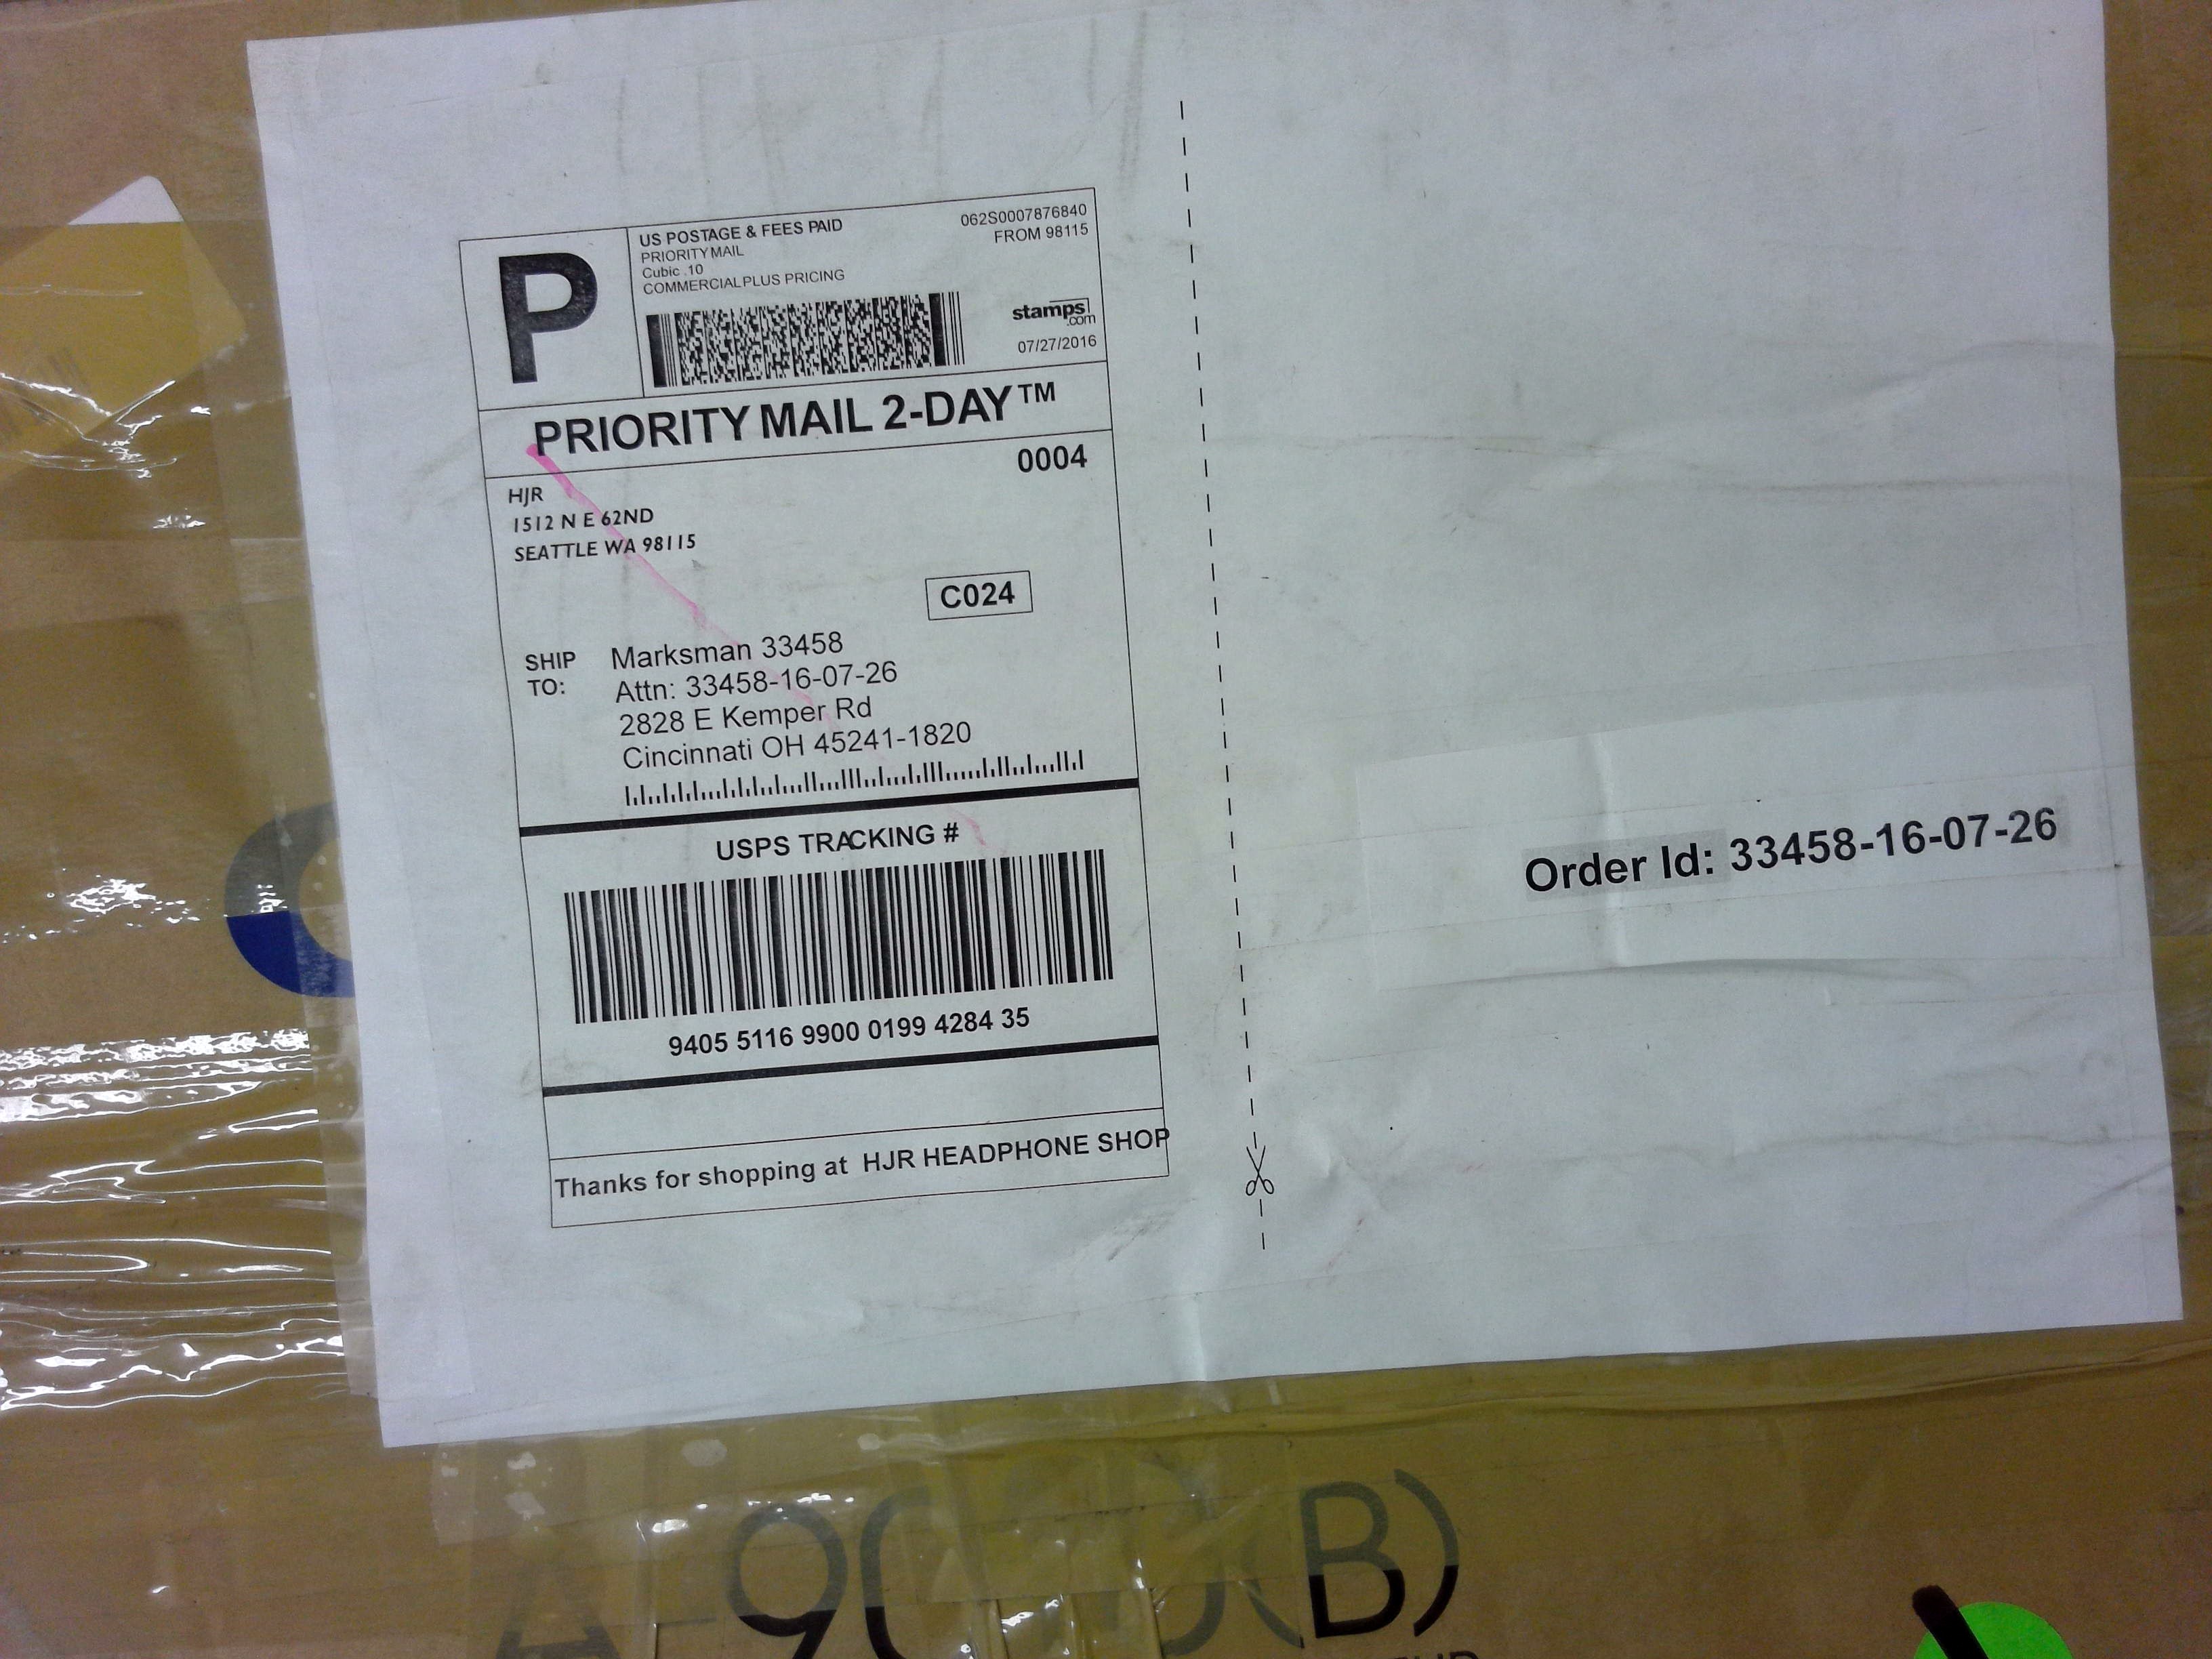 P
US POSTAGE & FEES PAID
PRIORITY MAIL
Cubic .10
COMMERCIAL PLUS PRICING
062S0007876840
FROM 98115
stamps
.com
07/27/2016
PRIORITY MAIL 2-DAY™
0004
HJR
1512 N E 62ND
SEATTLE WA 98115
C024
SHIP TO:
Marksman 33458
Attn: 33458-16-07-26
2828 E Kemper Rd
Cincinnati OH 45241-1820
USPS TRACKING #
9405 5116 9900 0199 4284 35
Thanks for shopping at HJR HEADPHONE SHOP
Order Id: 33458-16-07-26
(B)